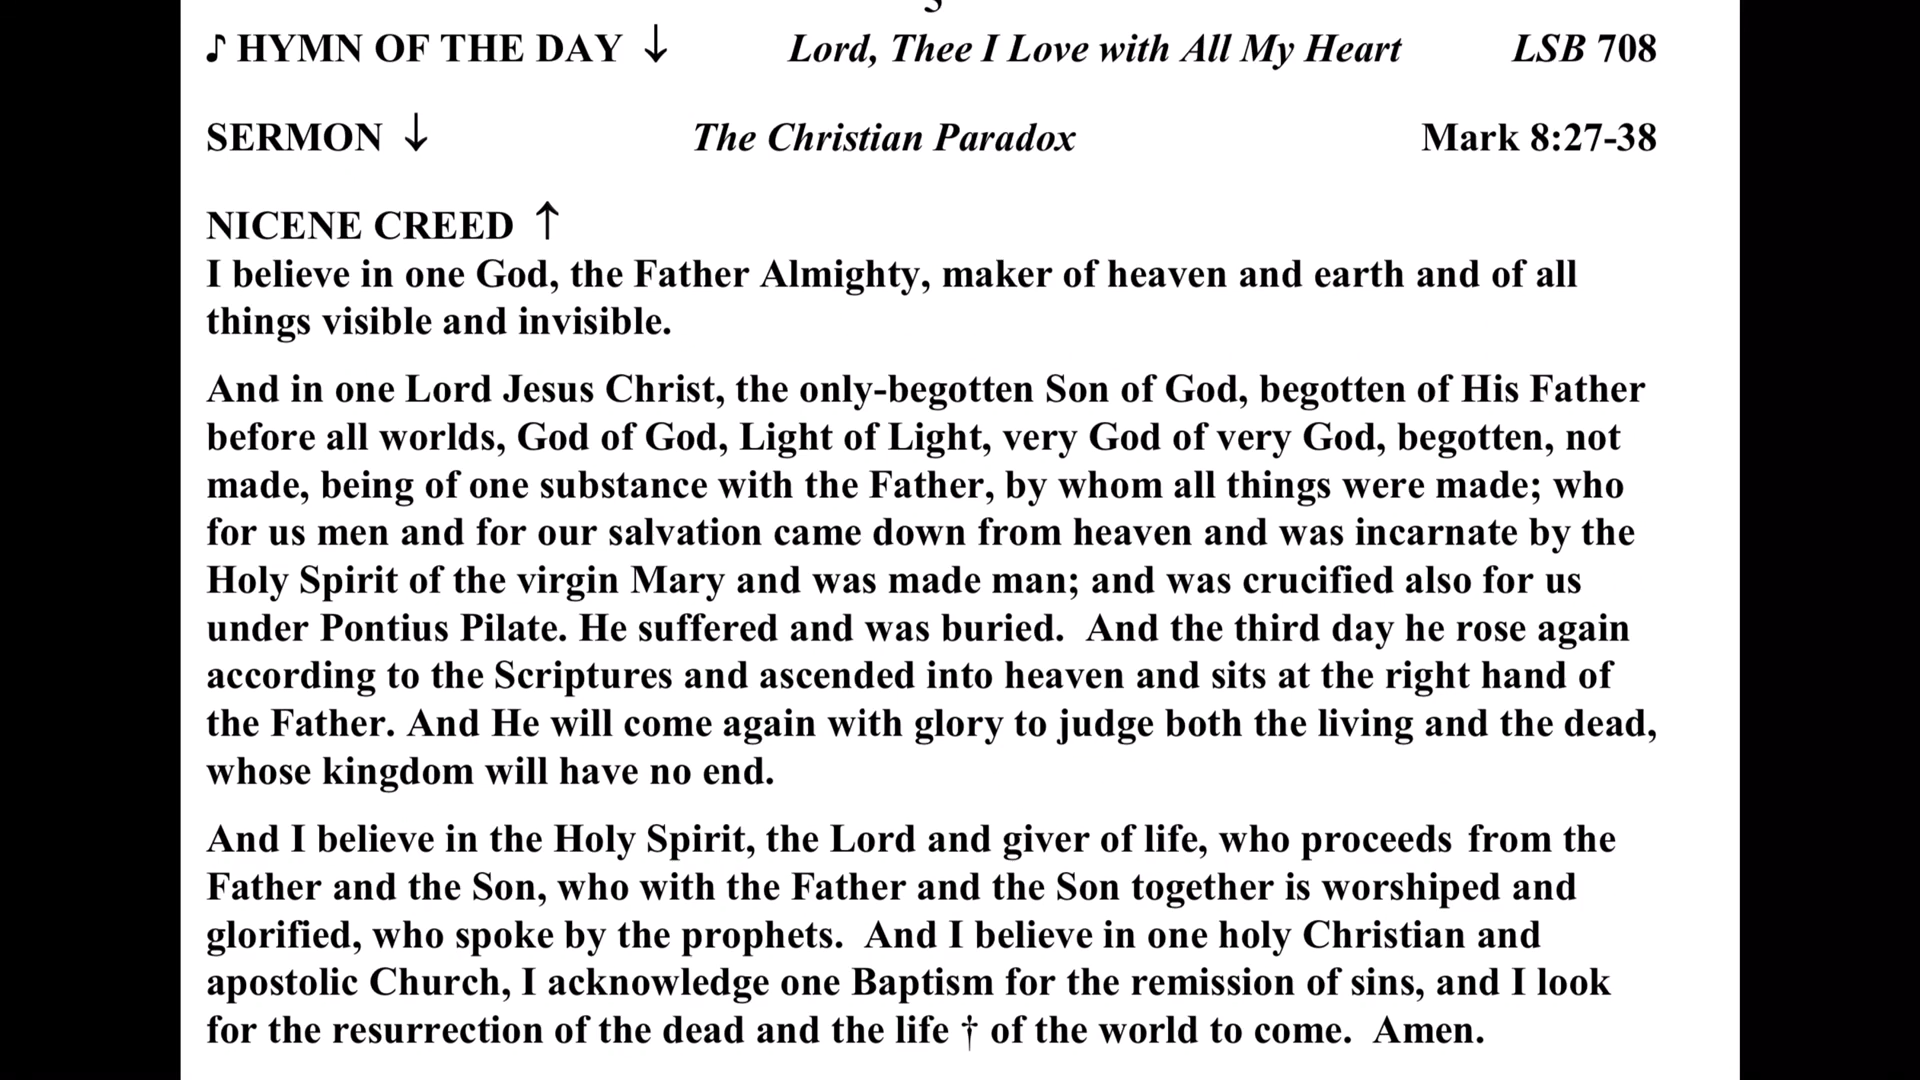 ♪ HYMN OF THE DAY ↓ Lord, Thee I Love with All My Heart LSB 708
SERMON ↓ The Christian Paradox Mark 8:27-38
NICENE CREED ↑
I believe in one God, the Father Almighty, maker of heaven and earth and of all
things visible and invisible.
And in one Lord Jesus Christ, the only-begotten Son of God, begotten of His Father
before all worlds, God of God, Light of Light, very God of very God, begotten, not
made, being of one substance with the Father, by whom all things were made; who
for us men and for our salvation came down from heaven and was incarnate by the
Holy Spirit of the virgin Mary and was made man; and was crucified also for us
under Pontius Pilate. He suffered and was buried.  And the third day he rose again
according to the Scriptures and ascended into heaven and sits at the right hand of
the Father. And He will come again with glory to judge both the living and the dead,
whose kingdom will have no end.
And I believe in the Holy Spirit, the Lord and giver of life, who proceeds from the
Father and the Son, who with the Father and the Son together is worshiped and
glorified, who spoke by the prophets.  And I believe in one holy Christian and
apostolic Church, I acknowledge one Baptism for the remission of sins, and I look
for the resurrection of the dead and the life † of the world to come.  Amen.